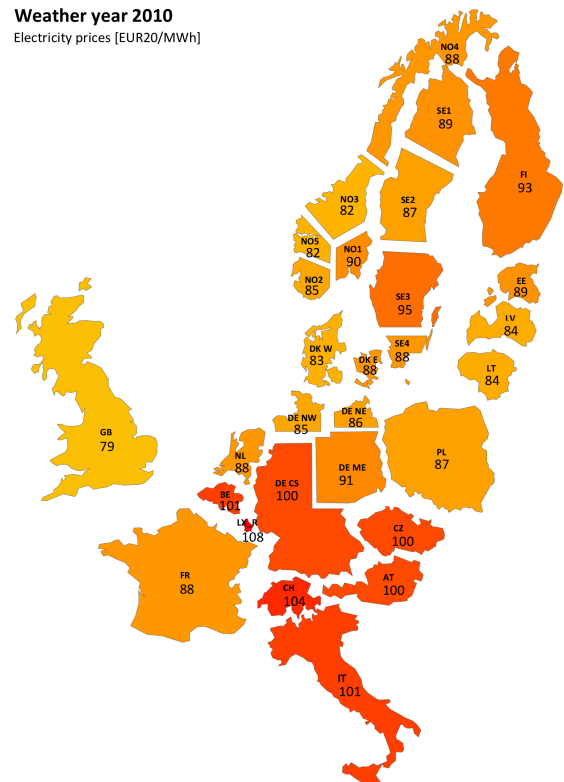 Weather year 2010
Electricity prices [EUR20/MWh]
NO4
88
SE1
89
FI
93
NO3
82
SE2
87
NO5
82
NO1
90
NO2
85
EE
89
SE3
95
LV
84
DK W
83
SE4
88
DK E
88
LT
84
DE NW
85
DE NE
86
GB
79
NL
88
DE CS
100
DE ME
91
PL
87
BE
101
LX_R
108
CZ
100
FR
88
CH
104
AT
100
IT
101